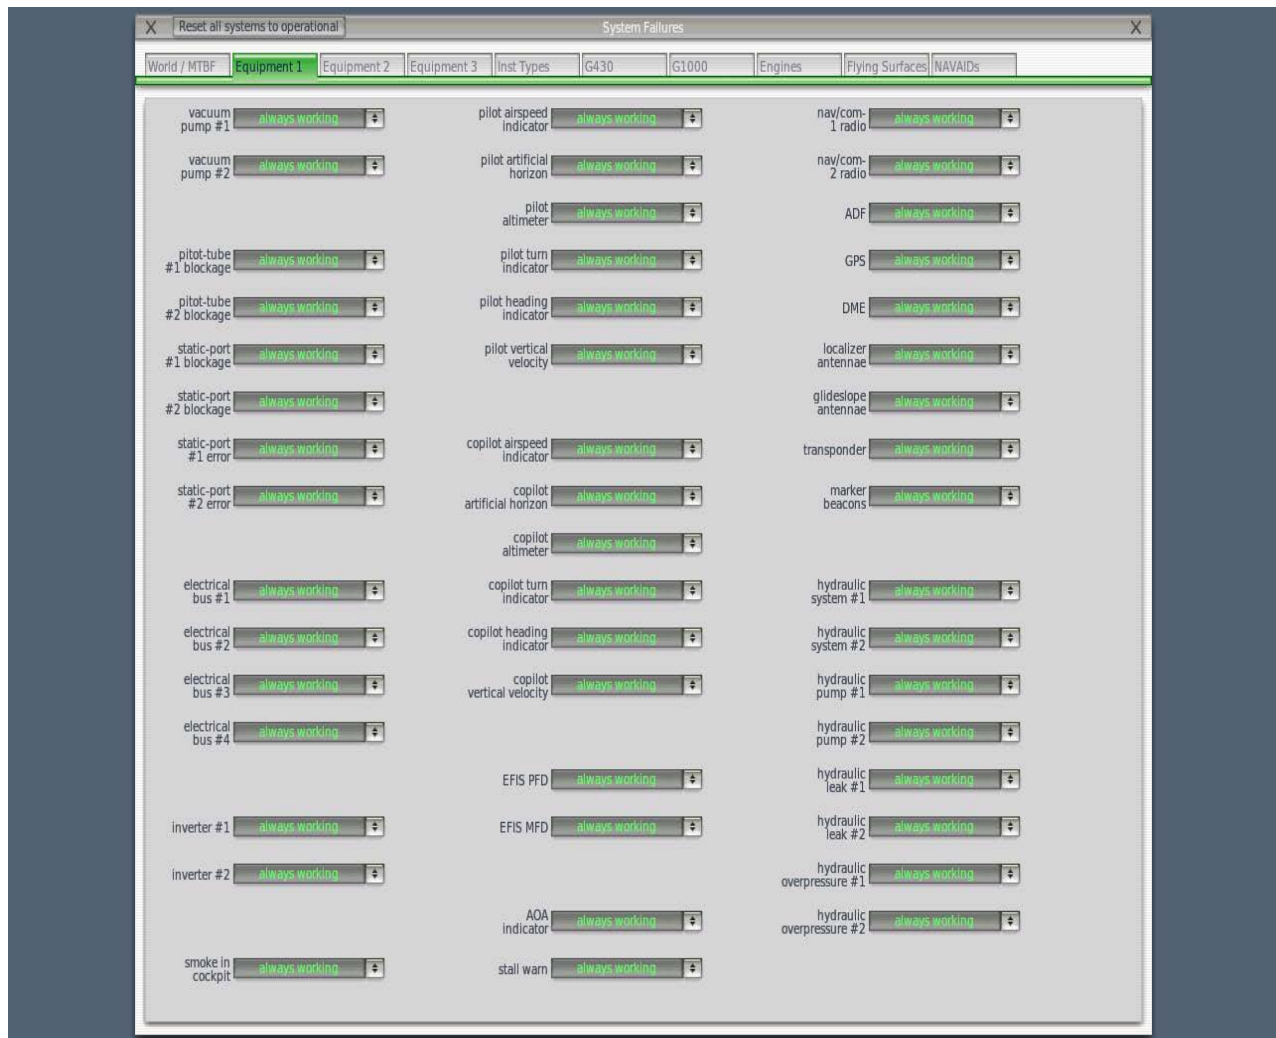 X Reset all systems to operational System Failures X
World / MTBF Equipment 1 Equipment 2 Equipment 3 Inst Types G430 G1000 Engines Flying Surfaces NAVAIDs
vacuum
pump #1 always working
vacuum
pump #2 always working
pitot-tube
#1 blockage always working
pitot-tube
#2 blockage always working
static-port
#1 blockage always working
static-port
#2 blockage always working
static-port
#1 error always working
static-port
#2 error always working
electrical
bus #1 always working
electrical
bus #2 always working
electrical
bus #3 always working
electrical
bus #4 always working
inverter #1 always working
inverter #2 always working
smoke in
cockpit always working
pilot airspeed
indicator always working
pilot artificial
horizon always working
pilot
altimeter always working
pilot turn
indicator always working
pilot heading
indicator always working
pilot vertical
velocity always working
copilot airspeed
indicator always working
copilot
artificial horizon always working
copilot
altimeter always working
copilot turn
indicator always working
copilot heading
indicator always working
copilot
vertical velocity always working
EFIS PFD always working
EFIS MFD always working
AOA
indicator always working
stall warn always working
nav/com-
1 radio always working
nav/com-
2 radio always working
ADF always working
GPS always working
DME always working
localizer
antennae always working
glideslope
antennae always working
transponder always working
marker
beacons always working
hydraulic
system #1 always working
hydraulic
system #2 always working
hydraulic
pump #1 always working
hydraulic
pump #2 always working
hydraulic
leak #1 always working
hydraulic
leak #2 always working
hydraulic
overpressure #1 always working
hydraulic
overpressure #2 always working